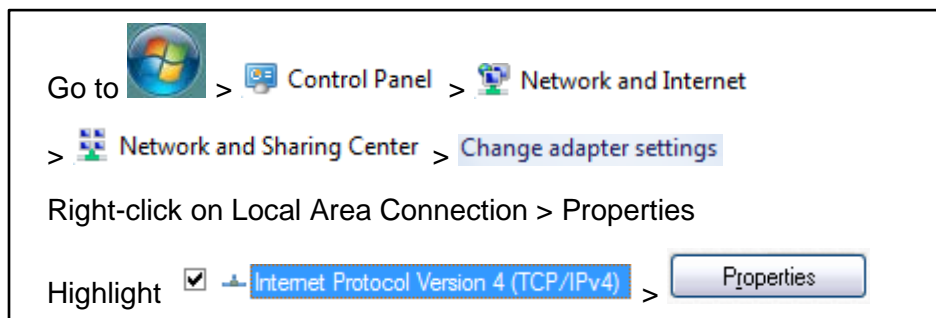 Go to > Control Panel > Network and Internet
> Network and Sharing Center > Change adapter settings
Right-click on Local Area Connection > Properties
Highlight Internet Protocol Version 4 (TCP/IPv4) > Properties